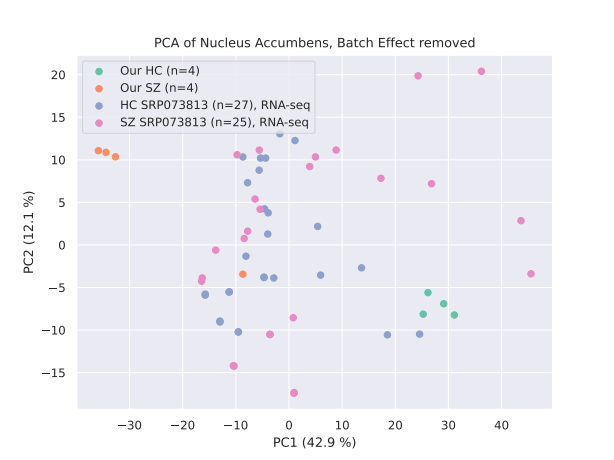 PCA of Nucleus Accumbens, Batch Effect removed
Our HC (n=4)
Our SZ (n=4)
HC SRP073813 (n=27), RNA-seq
SZ SRP073813 (n=25), RNA-seq
20
15
10
5
0
−5
−10
−15
PC2 (12.1 %)
−30
−20
−10
0
10
20
30
40
PC1 (42.9 %)